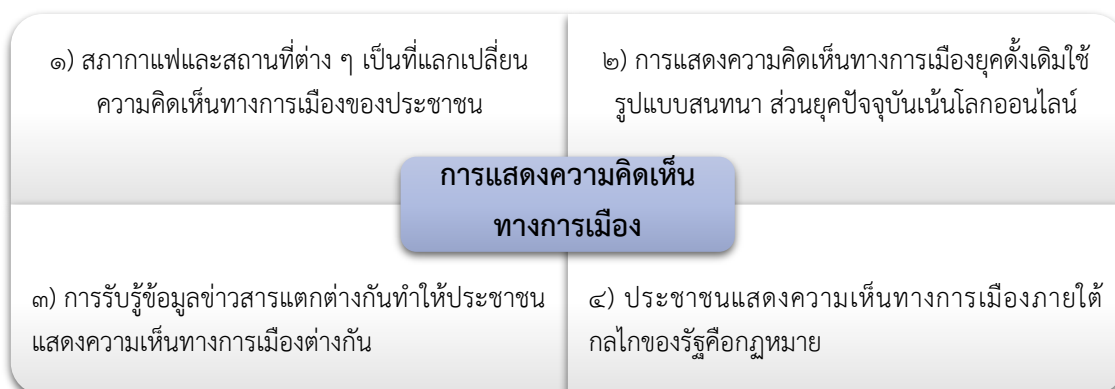 ๑) สภากาแฟและสถานที่ต่าง ๆ เป็นที่แลกเปลี่ยน
ความคิดเห็นทางการเมืองของประชาชน
๒) การแสดงความคิดเห็นทางการเมืองยุคดั้งเดิมใช้
รูปแบบสนทนา ส่วนยุคปัจจุบันเน้นโลกออนไลน์
การแสดงความคิดเห็น
ทางการเมือง
๓) การรับรู้ข้อมูลข่าวสารแตกต่างกันทำให้ประชาชน
แสดงความเห็นทางการเมืองต่างกัน
๔) ประชาชนแสดงความเห็นทางการเมืองภายใต้
กลไกของรัฐคือกฎหมาย